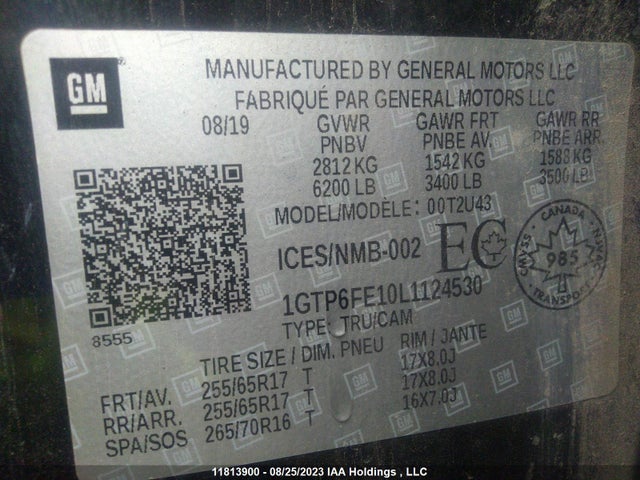 GM
MANUFACTURED BY GENERAL MOTORS LLC
FABRIQUÉ PAR GENERAL MOTORS LLC
08/19 GVWR GAWR FRT GAWR RR
PNBV PNBE AV. PNBE ARR.
2812 KG 1542 KG 1588 KG
6200 LB 3400 LB 3500 LB
MODEL/MODÈLE: 00T2U43
ICES/NMB-002 EC
CANADA
985
TRANSPORT
1GTP6FE10L1124530
TYPE: TRU/CAM
8555
TIRE SIZE / DIM. PNEU RIM / JANTE
FRT/AV. 255/65R17 T 17X8.0J
RR/ARR. 255/65R17 T 17X8.0J
SPA/SOS 265/70R16 T 16X7.0J
11813900 - 08/25/2023 IAA Holdings , LLC